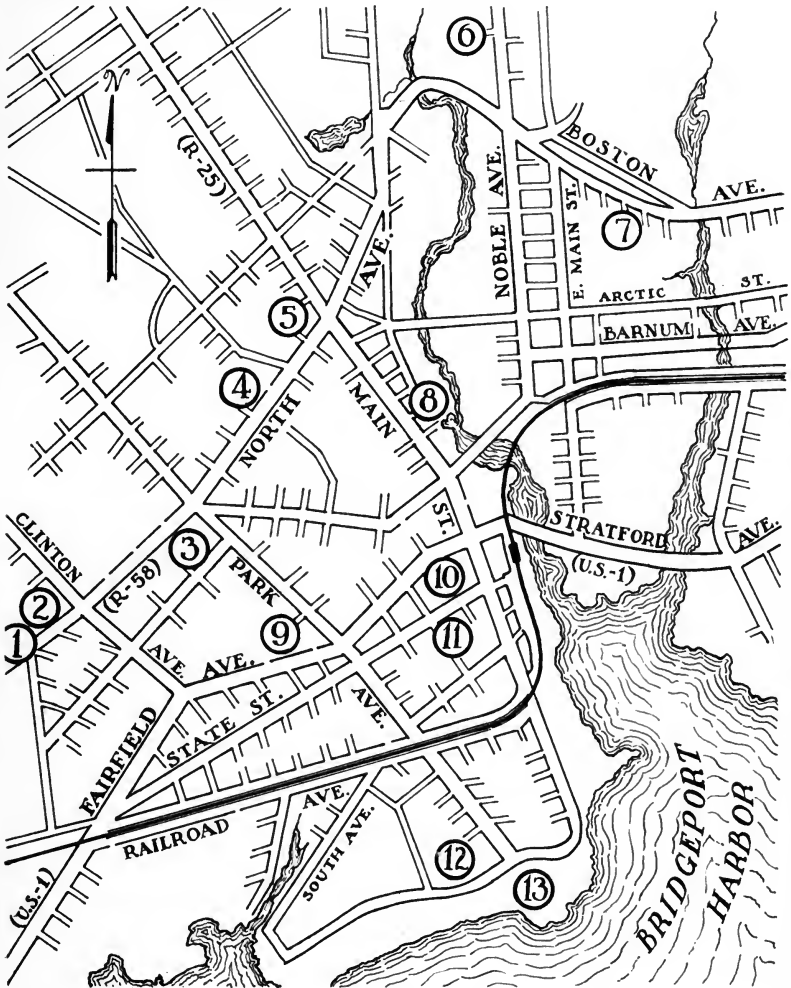 6
N
(R-25)
BOSTON
AVE.
NOBLE AVE.
E. MAIN ST.
7
AVE.
ARCTIC ST.
5
BARNUM AVE.
4
MAIN
8
NORTH
ST.
CLINTON
STRATFORD
AVE.
3
(R-58)
PARK
10
(U.S.-1)
2
1
9
11
AVE.
AVE.
STATE ST.
AVE.
FAIRFIELD
BRIDGEPORT
HARBOR
AVE.
RAILROAD
SOUTH AVE.
12
(U.S.-1)
13